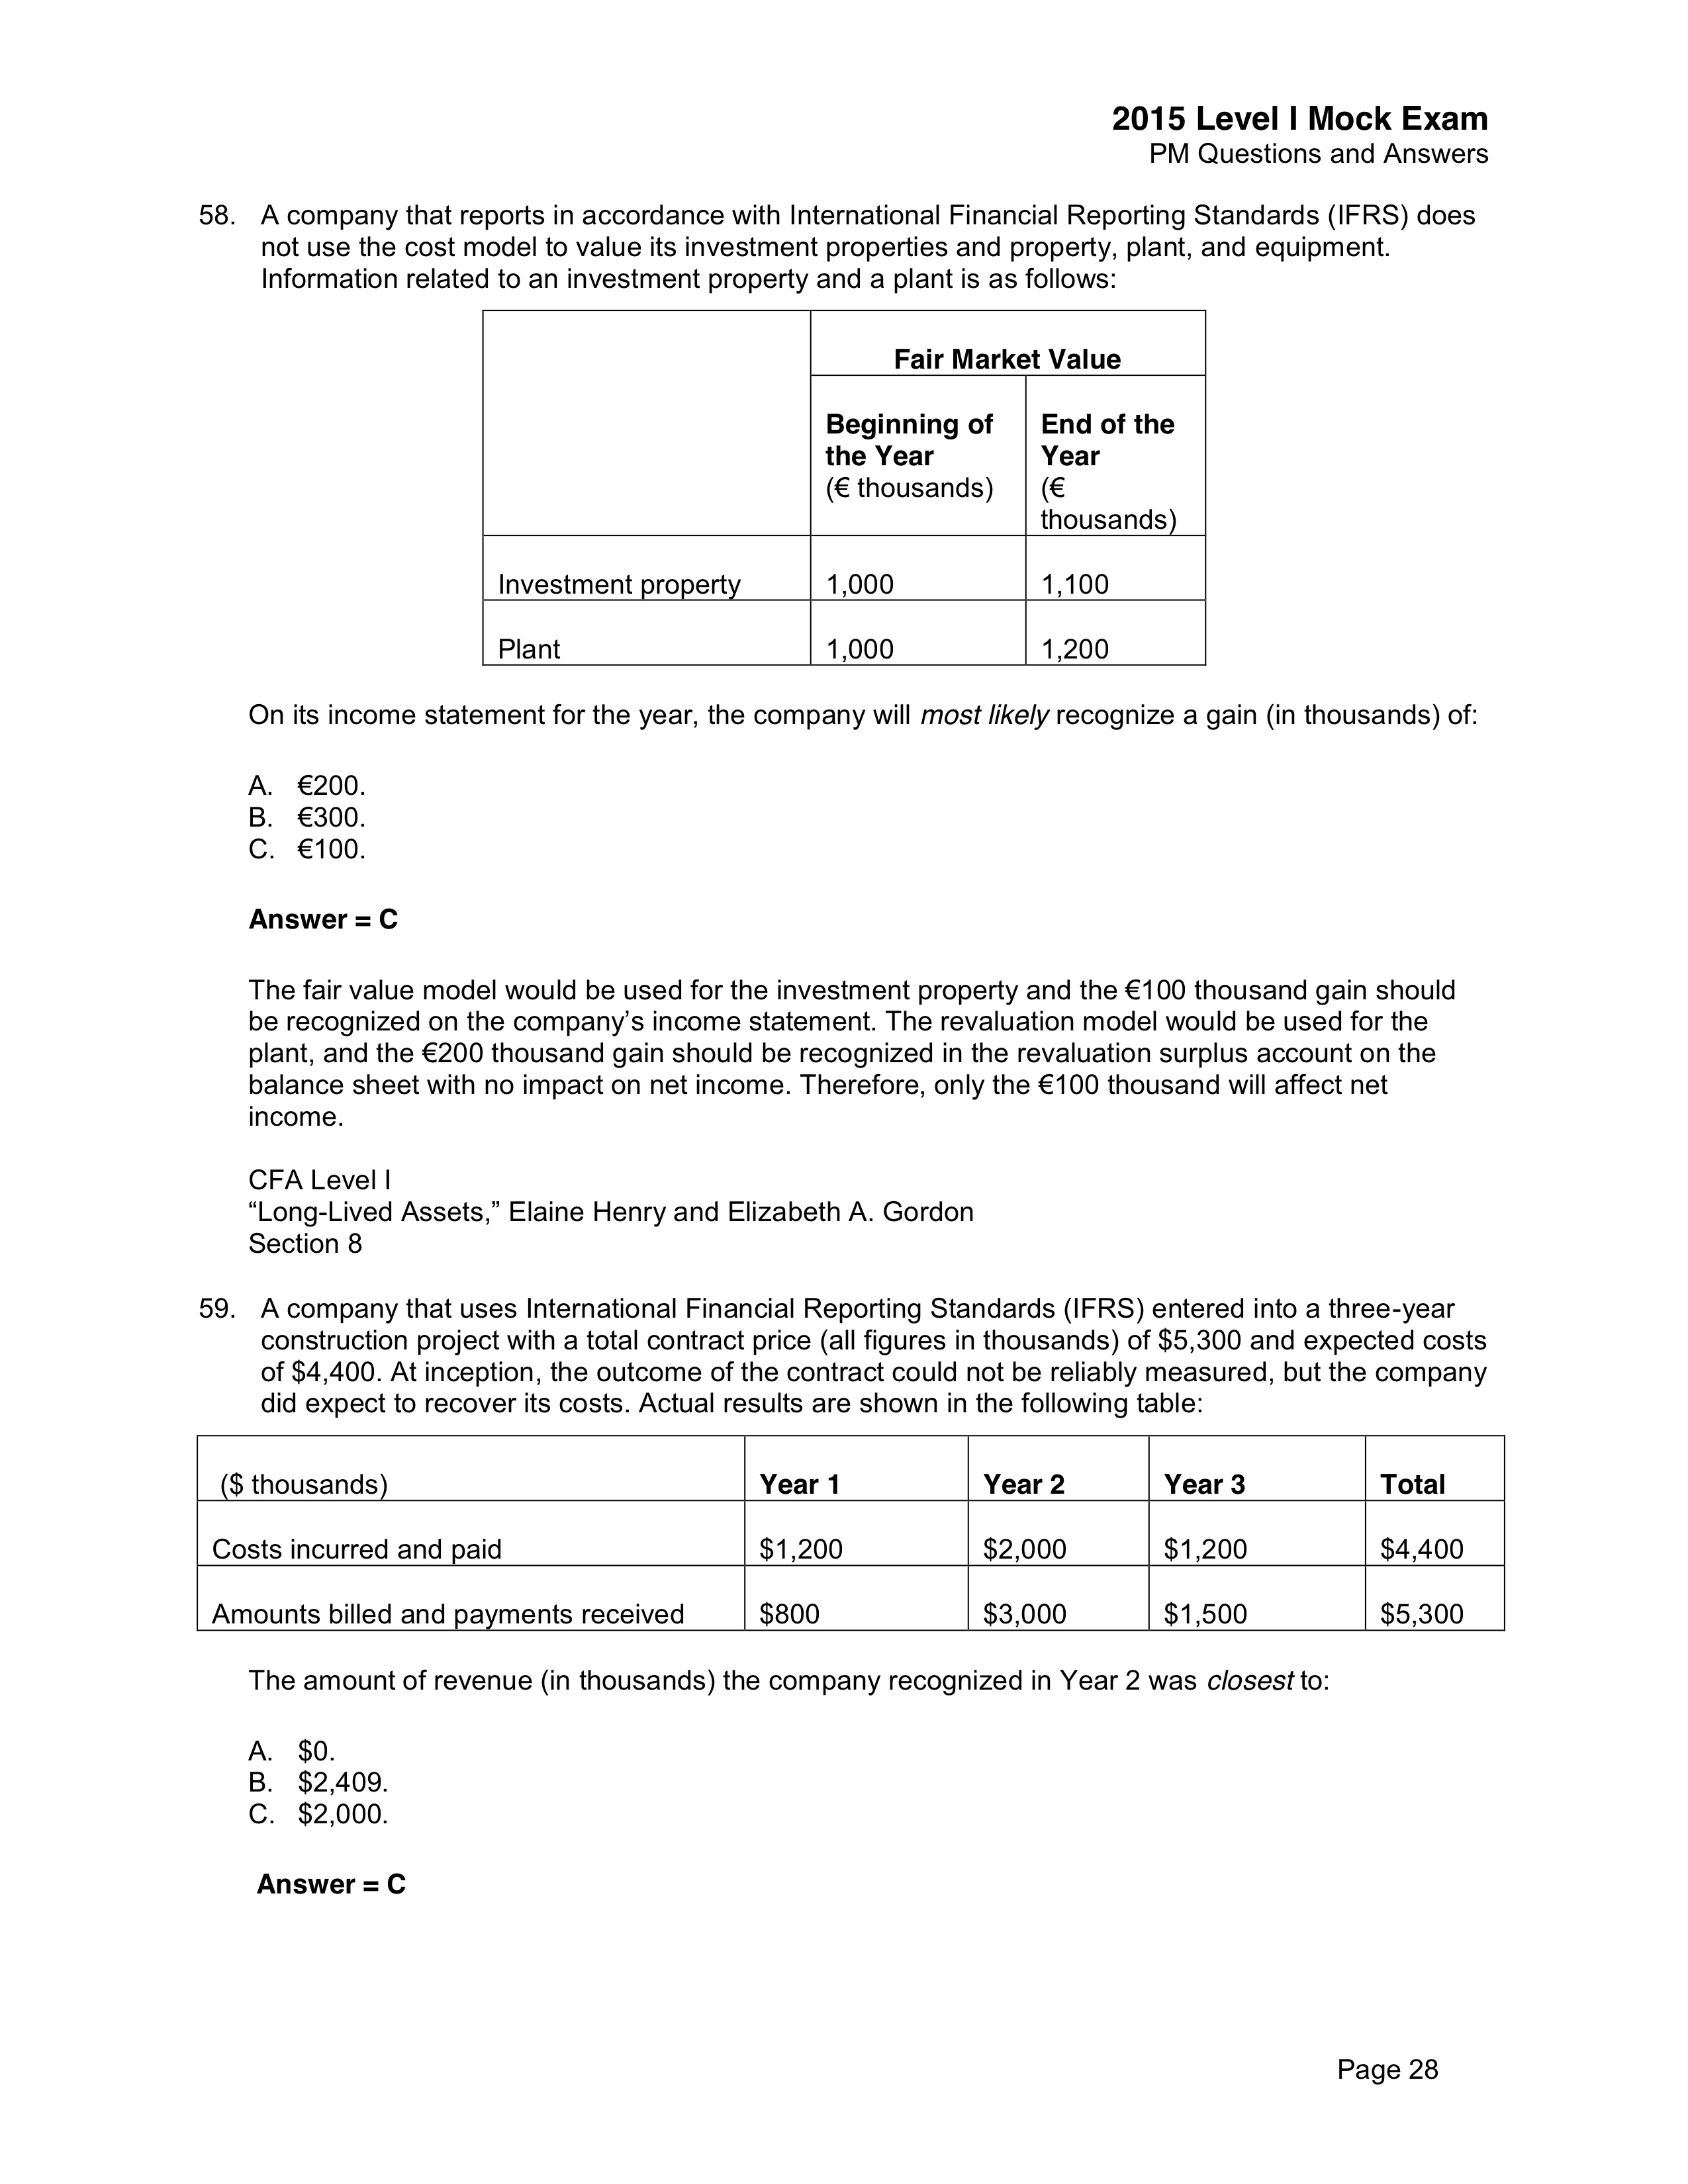 2015 Level I Mock Exam
PM Questions and Answers
58. A company that reports in accordance with International Financial Reporting Standards (IFRS) does
not use the cost model to value its investment properties and property, plant, and equipment.
Information related to an investment property and a plant is as follows:
Fair Market Value
Beginning of the Year (€ thousands) End of the Year (€ thousands)
Investment property 1,000 1,100
Plant 1,000 1,200
On its income statement for the year, the company will most likely recognize a gain (in thousands) of:
A. €200.
B. €300.
C. €100.
Answer = C
The fair value model would be used for the investment property and the €100 thousand gain should
be recognized on the company’s income statement. The revaluation model would be used for the
plant, and the €200 thousand gain should be recognized in the revaluation surplus account on the
balance sheet with no impact on net income. Therefore, only the €100 thousand will affect net
income.
CFA Level I
“Long-Lived Assets,” Elaine Henry and Elizabeth A. Gordon
Section 8
59. A company that uses International Financial Reporting Standards (IFRS) entered into a three-year
construction project with a total contract price (all figures in thousands) of $5,300 and expected costs
of $4,400. At inception, the outcome of the contract could not be reliably measured, but the company
did expect to recover its costs. Actual results are shown in the following table:
($ thousands) Year 1 Year 2 Year 3 Total
Costs incurred and paid $1,200 $2,000 $1,200 $4,400
Amounts billed and payments received $800 $3,000 $1,500 $5,300
The amount of revenue (in thousands) the company recognized in Year 2 was closest to:
A. $0.
B. $2,409.
C. $2,000.
Answer = C
Page 28